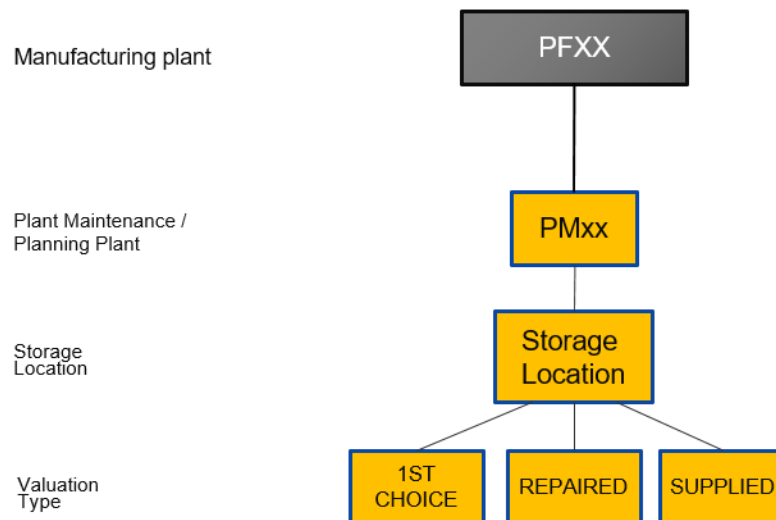 Manufacturing plant
PFXX
Plant Maintenance /
Planning Plant
PMxx
Storage
Location
Storage
Location
Valuation
Type
1ST
CHOICE
REPAIRED
SUPPLIED